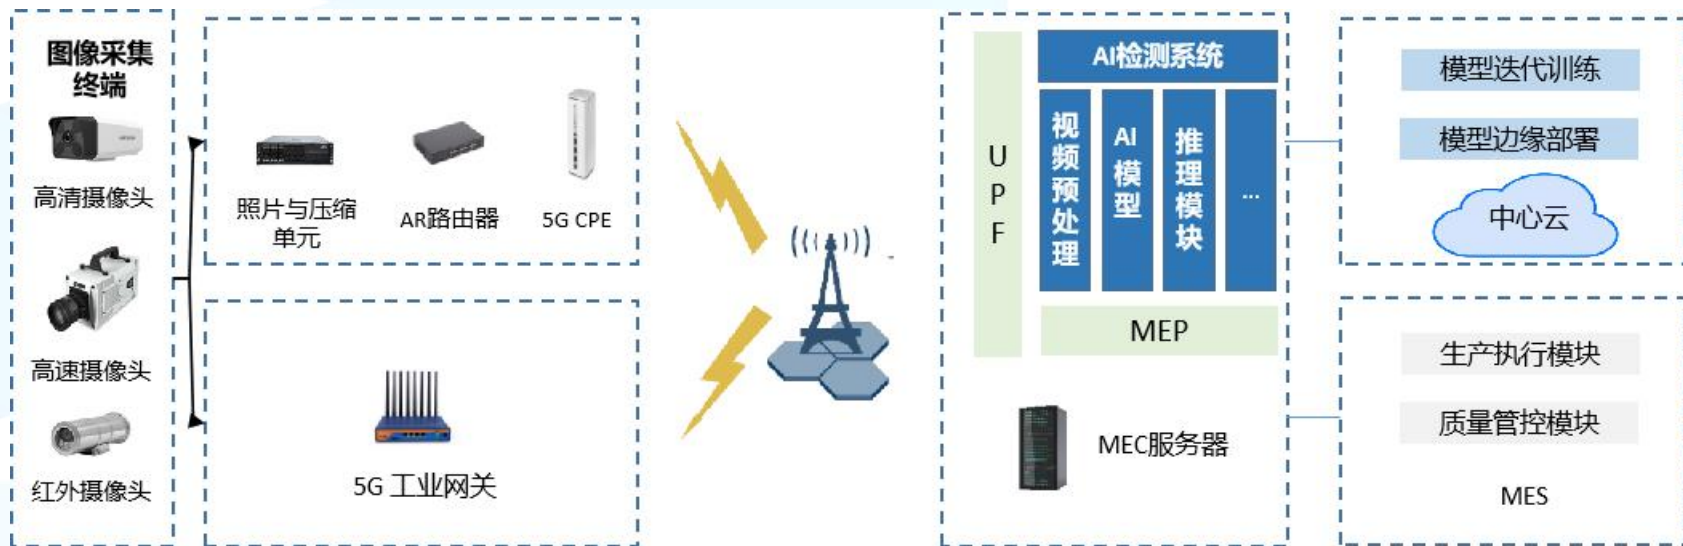 图像采集
终端
高清摄像头
高速摄像头
红外摄像头
照片与压缩
单元
AR路由器
5G CPE
5G 工业网关
UPF
AI检测系统
视频预处理
AI模型
推理模块
...
MEP
MEC服务器
模型迭代训练
模型边缘部署
中心云
生产执行模块
质量管控模块
MES